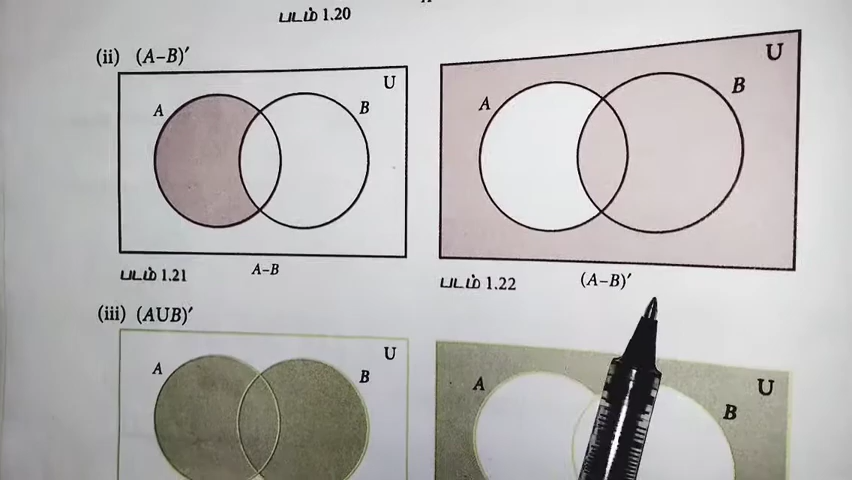 படம் 1.20
(ii) (A–B)′
U
A
B
U
A
B
படம் 1.21
A–B
படம் 1.22
(A–B)′
(iii) (AUB)′
U
A
B
U
A
B